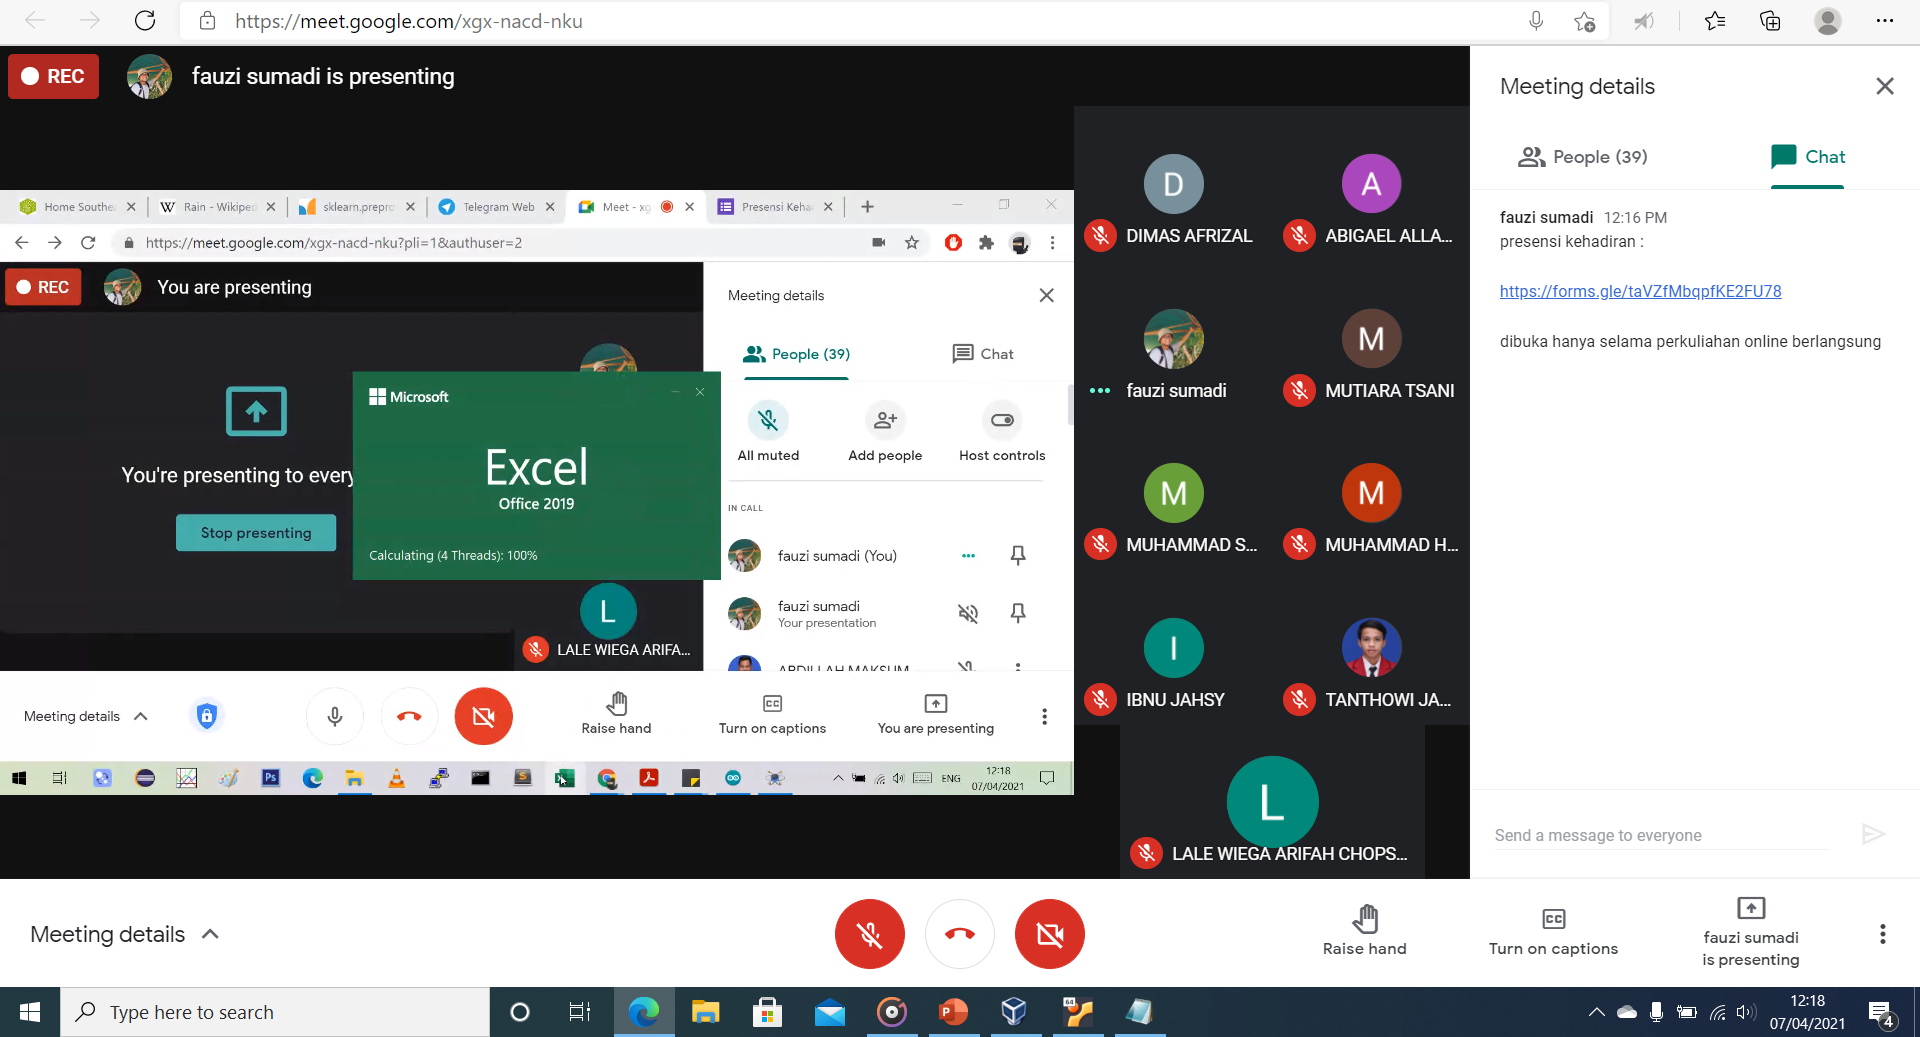 https://meet.google.com/xgx-nacd-nku
REC
fauzi sumadi is presenting
Home Southe
Rain - Wikiped
sklearn.prepro
Telegram Web
Meet - xg
Presensi Keha
https://meet.google.com/xgx-nacd-nku?pli=1&authuser=2
REC
You are presenting
You're presenting to every
Stop presenting
Microsoft
Excel
Office 2019
Calculating (4 Threads): 100%
L
LALE WIEGA ARIFA...
Meeting details
People (39)
Chat
All muted
Add people
Host controls
IN CALL
fauzi sumadi (You)
fauzi sumadi
Your presentation
ABDILLAH MAKSUM
Meeting details
Raise hand
Turn on captions
You are presenting
Ps
ENG
12:18
07/04/2021
D
DIMAS AFRIZAL
A
ABIGAEL ALLA...
fauzi sumadi
M
MUTIARA TSANI
M
MUHAMMAD S...
M
MUHAMMAD H...
I
IBNU JAHSY
TANTHOWI JA...
L
LALE WIEGA ARIFAH CHOPS...
Meeting details
People (39)
Chat
fauzi sumadi 12:16 PM
presensi kehadiran :
https://forms.gle/taVZfMbqpfKE2FU78
dibuka hanya selama perkuliahan online berlangsung
Send a message to everyone
Meeting details
Raise hand
Turn on captions
fauzi sumadi
is presenting
Type here to search
P
64
12:18
07/04/2021
4